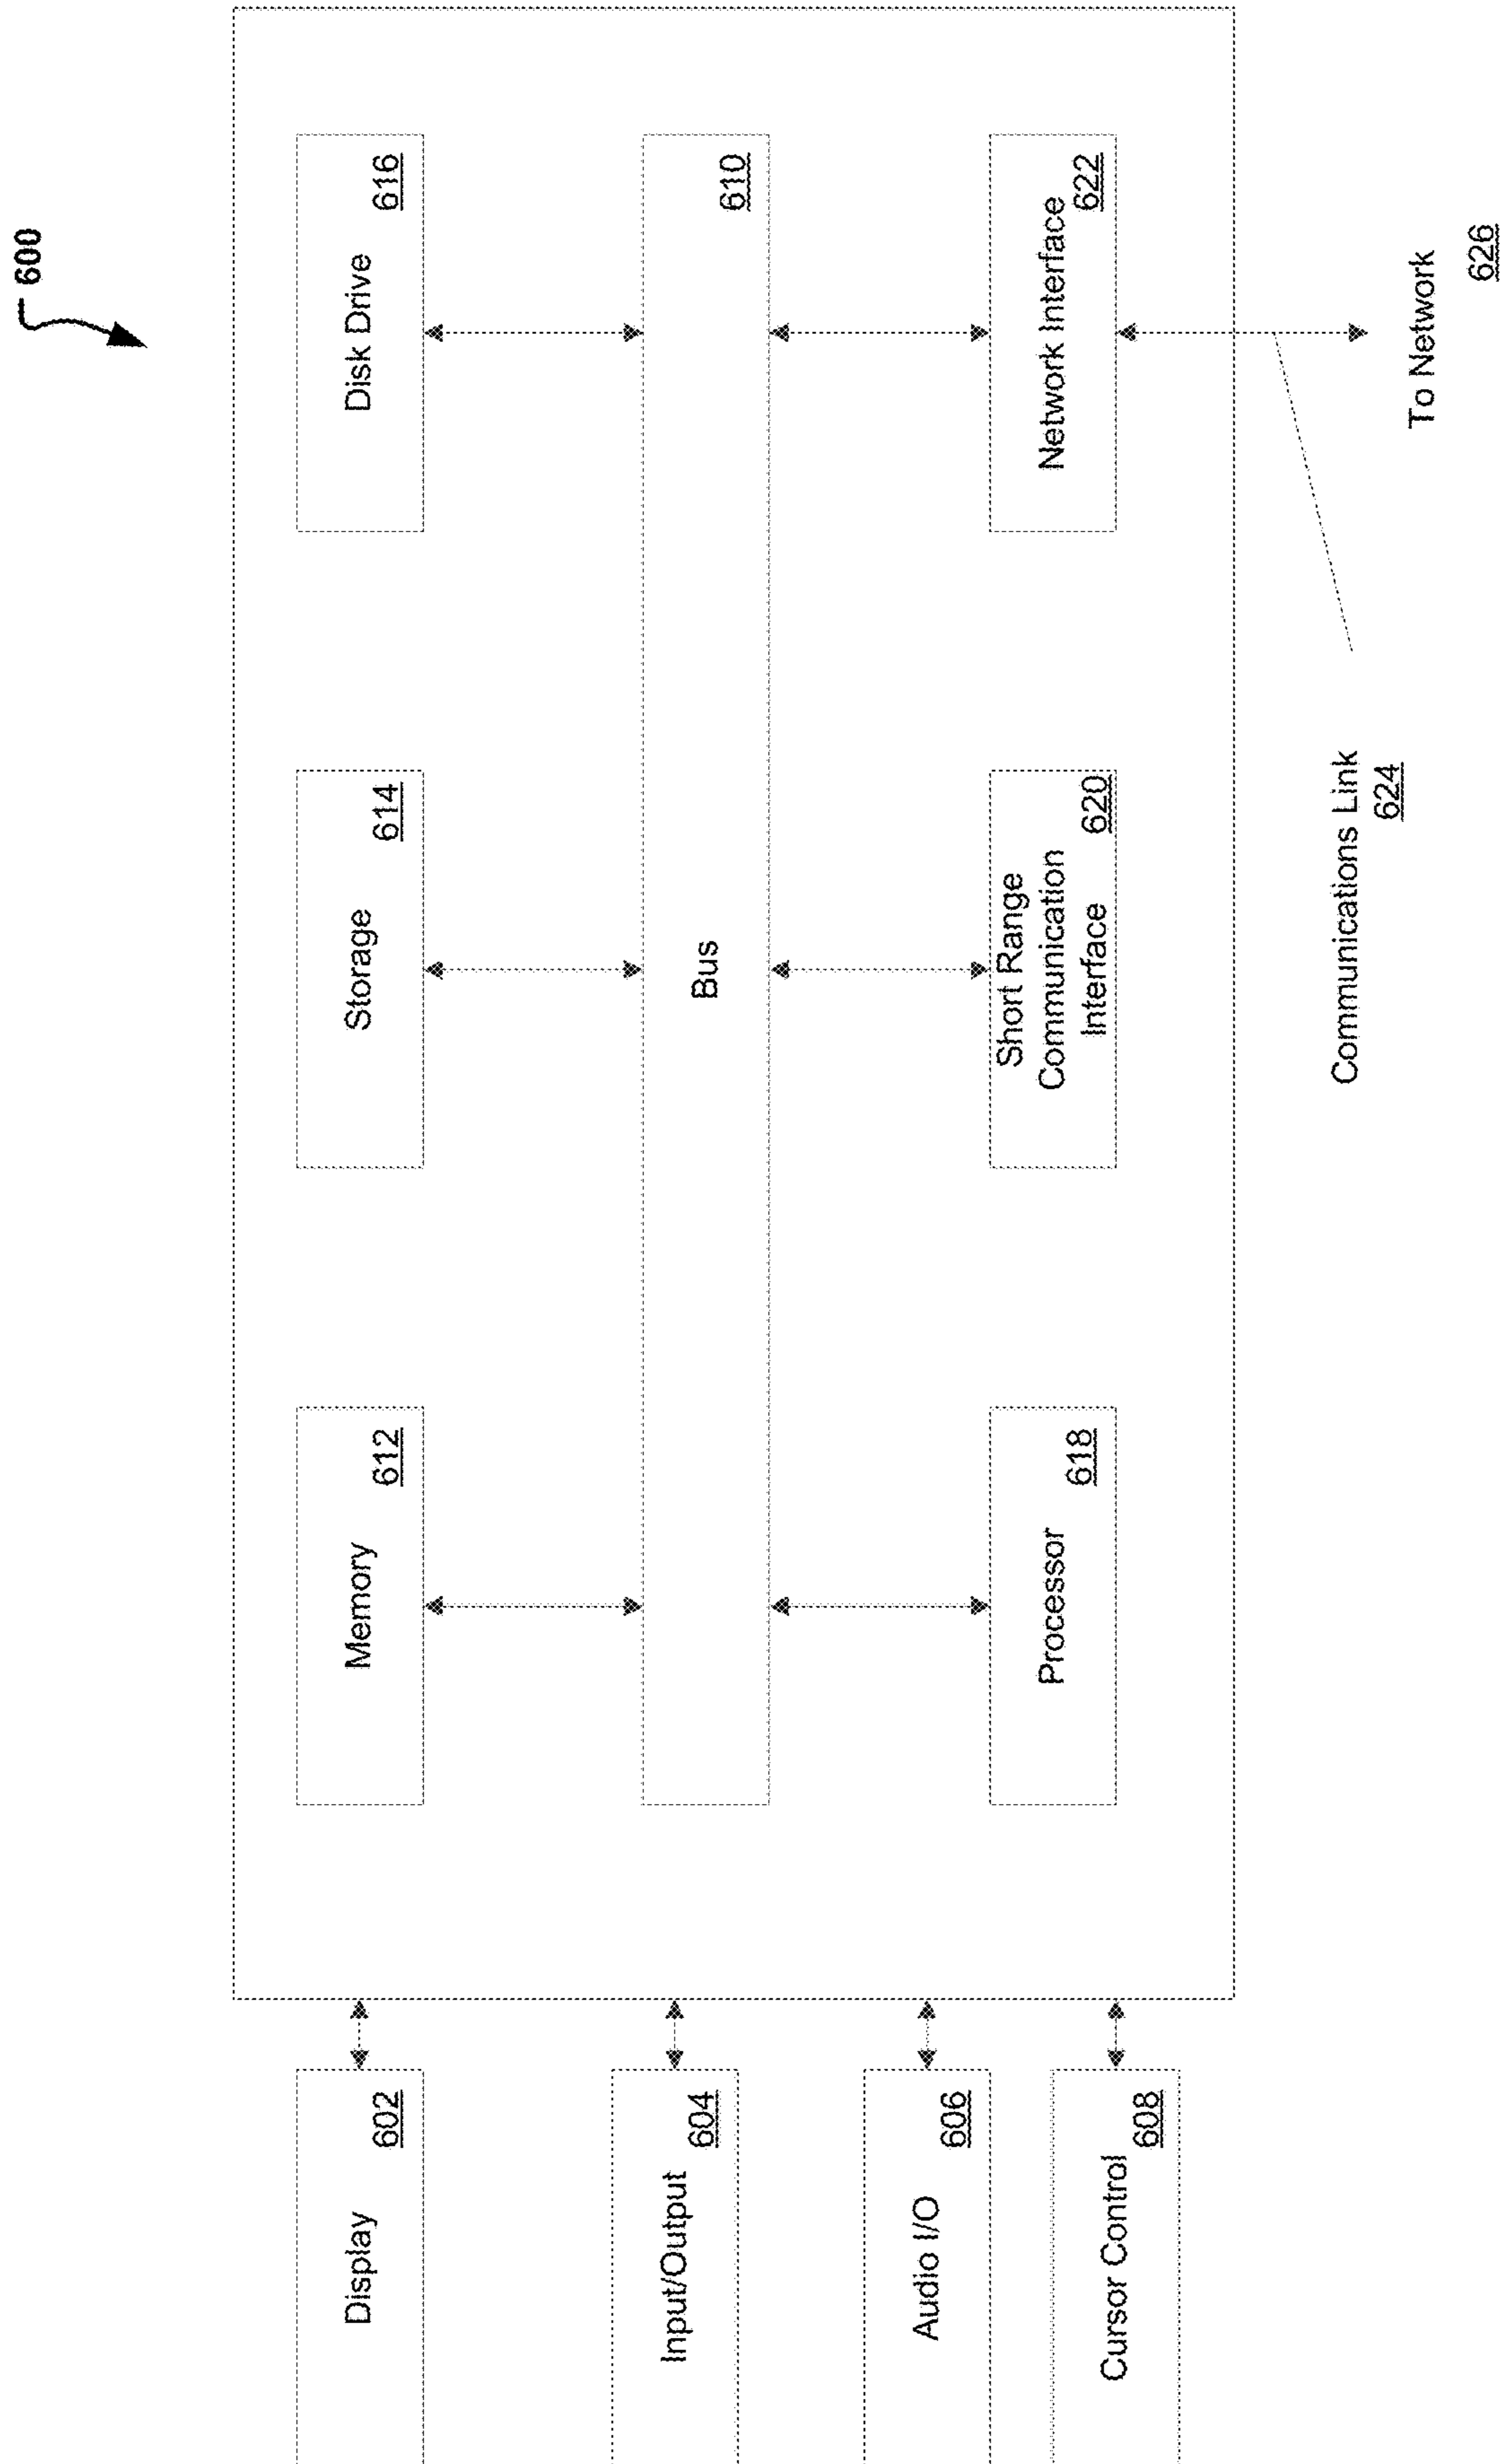 600
Display
602
Input/Output
604
Audio I/O
606
Cursor Control
608
Memory
612
Storage
614
Disk Drive
616
Bus
610
Processor
618
Short Range
Communication
Interface
620
Network Interface
622
Communications Link
624
To Network
626